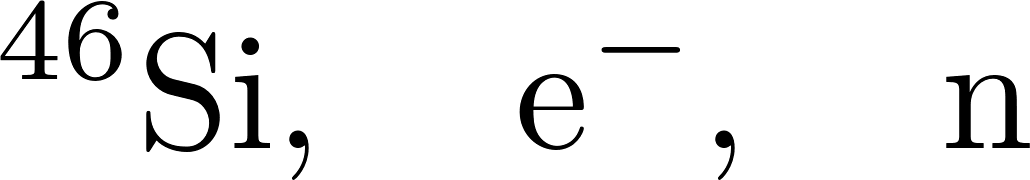 ⁴⁶Si, e⁻, n